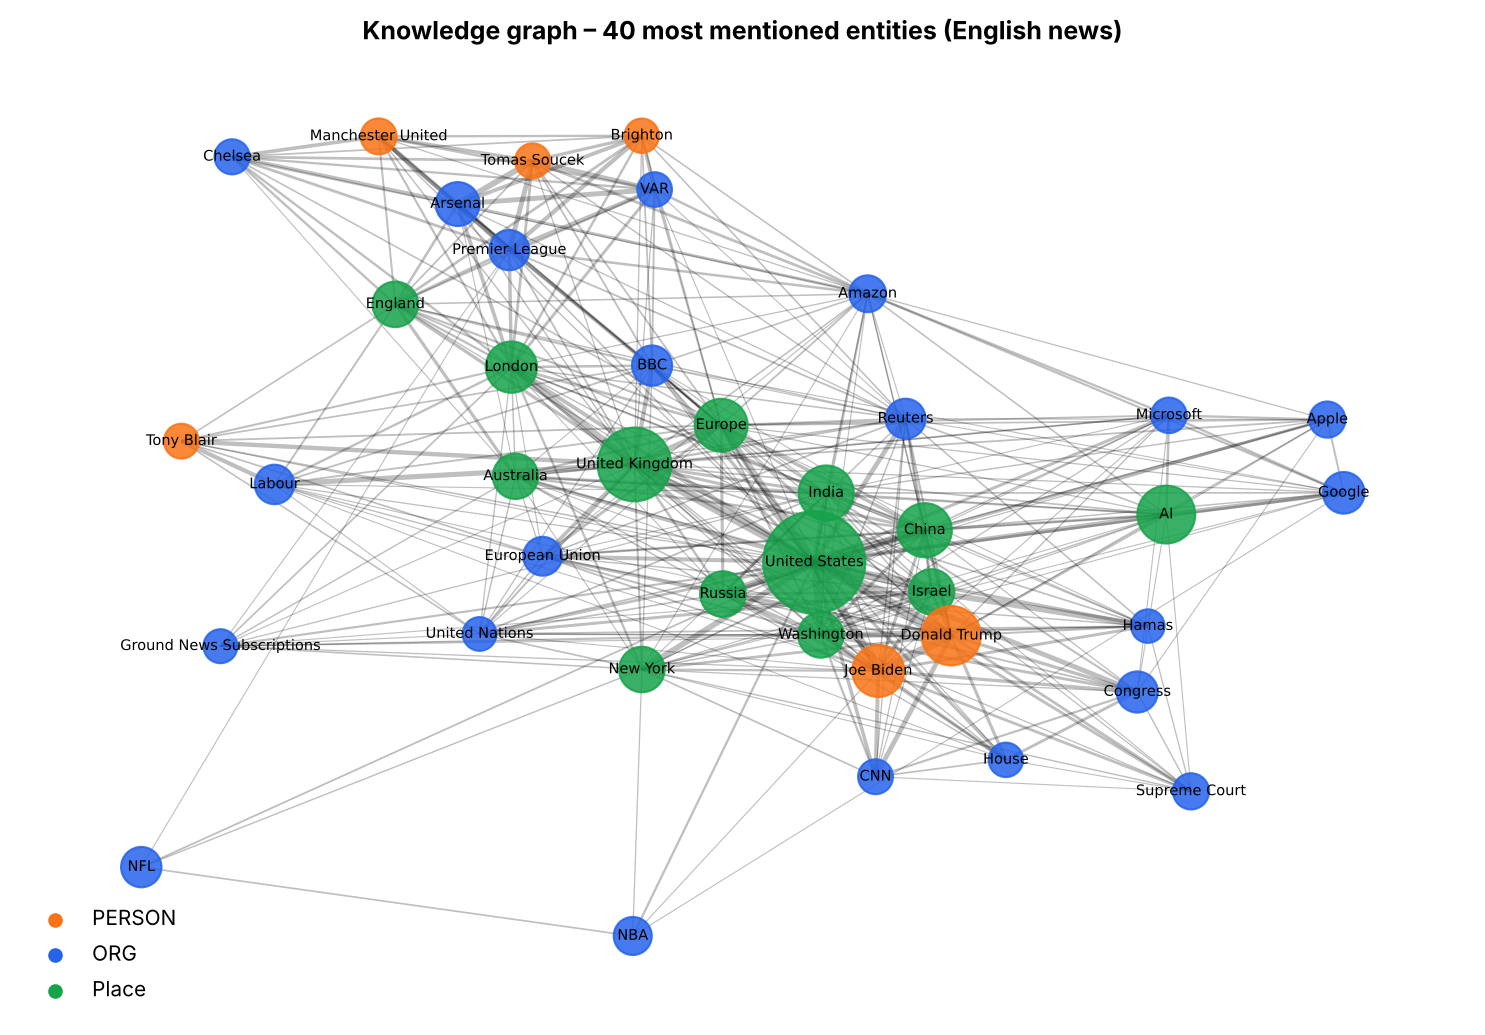 Knowledge graph – 40 most mentioned entities (English news)
Manchester United
Brighton
Chelsea
Tomas Soucek
VAR
Arsenal
Premier League
Amazon
England
London
BBC
Europe
Reuters
Microsoft
Apple
Tony Blair
United Kingdom
Australia
Labour
India
Google
AI
China
European Union
United States
Russia
Israel
Hamas
United Nations
Washington
Donald Trump
Ground News Subscriptions
New York
Joe Biden
Congress
House
CNN
Supreme Court
NFL
NBA
PERSON
ORG
Place